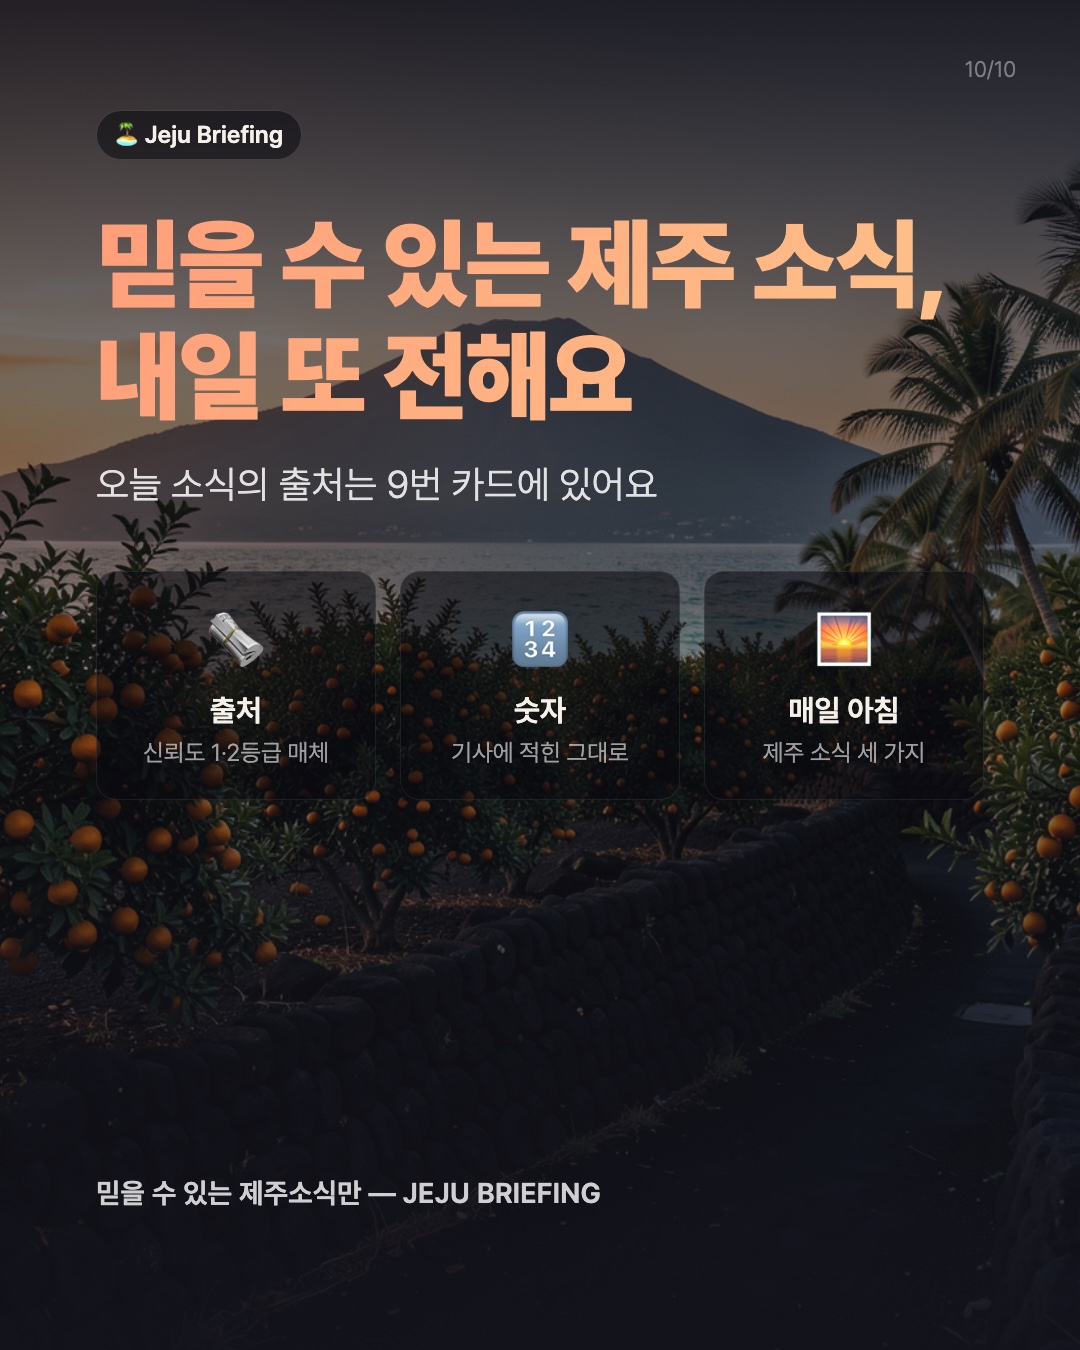 10/10
Jeju Briefing
믿을 수 있는 제주 소식,
내일 또 전해요
오늘 소식의 출처는 9번 카드에 있어요
1234
출처
신뢰도 1·2등급 매체
숫자
기사에 적힌 그대로
매일 아침
제주 소식 세 가지
믿을 수 있는 제주소식만 — JEJU BRIEFING